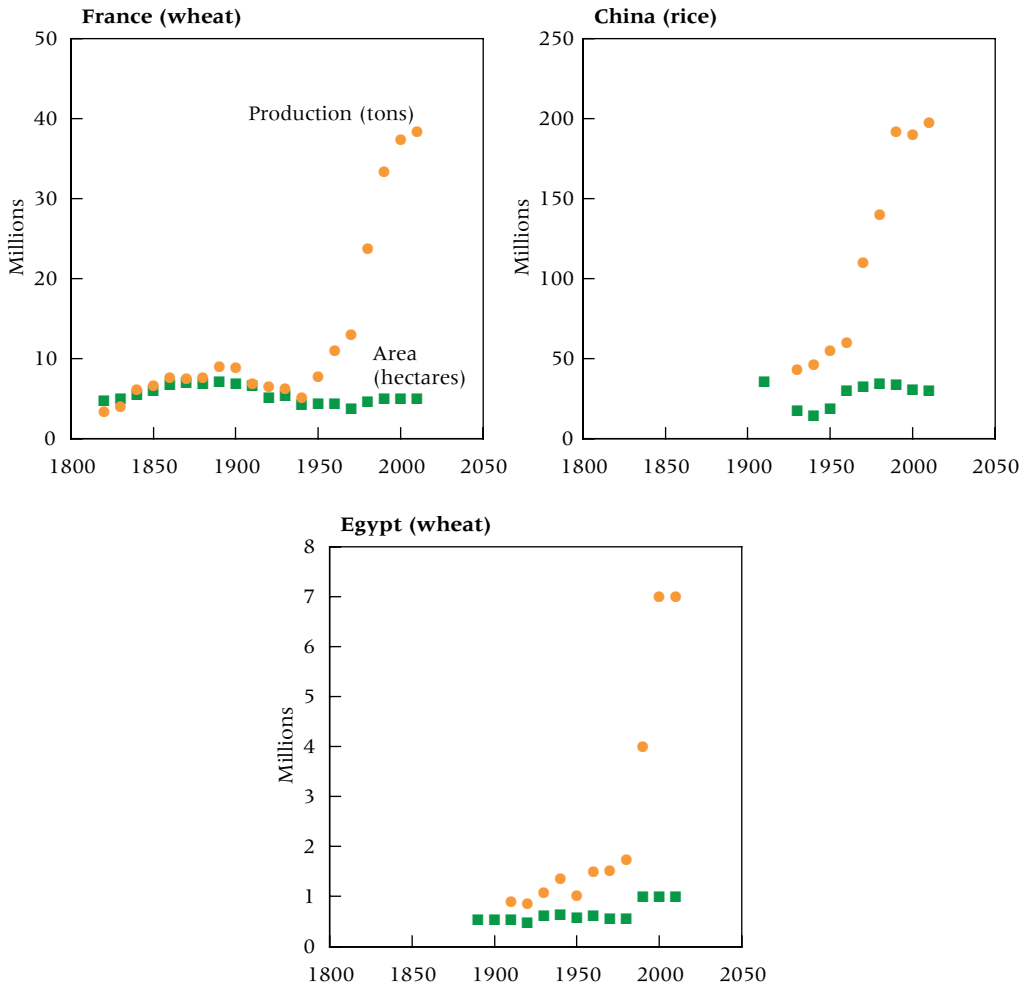 France (wheat)
50
40
30
20
10
0
Millions
Production (tons)
Area
(hectares)
1800 1850 1900 1950 2000 2050
China (rice)
250
200
150
100
50
0
Millions
1800 1850 1900 1950 2000 2050
Egypt (wheat)
8
7
6
5
4
3
2
1
0
Millions
1800 1850 1900 1950 2000 2050